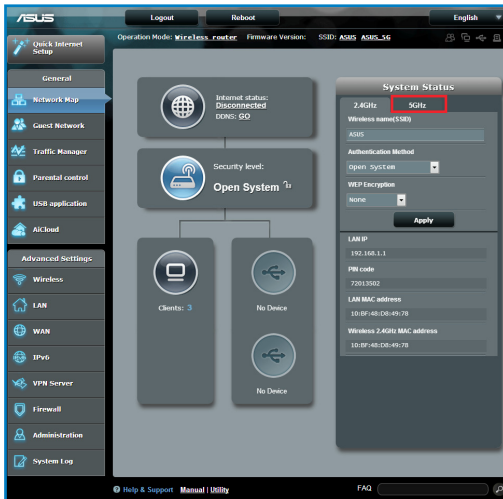 ASUS
Logout Reboot English
Quick Internet Setup
Operation Mode: Wireless router Firmware Version: SSID: ASUS ASUS_5G
General
Network Map
Guest Network
Traffic Manager
Parental control
USB application
AiCloud
Advanced Settings
Wireless
LAN
WAN
IPv6
VPN Server
Firewall
Administration
System Log
Internet status:
Disconnected
DDNS: GO
Security level:
Open System
Clients: 3
No Device
No Device
System Status
2.4GHz 5GHz
Wireless name(SSID)
ASUS
Authentication Method
Open System
WEP Encryption
None
Apply
LAN IP
192.168.1.1
PIN code
72013502
LAN MAC address
10:BF:48:D8:49:78
Wireless 2.4GHz MAC address
10:BF:48:D8:49:78
Help & Support Manual | Utility FAQ